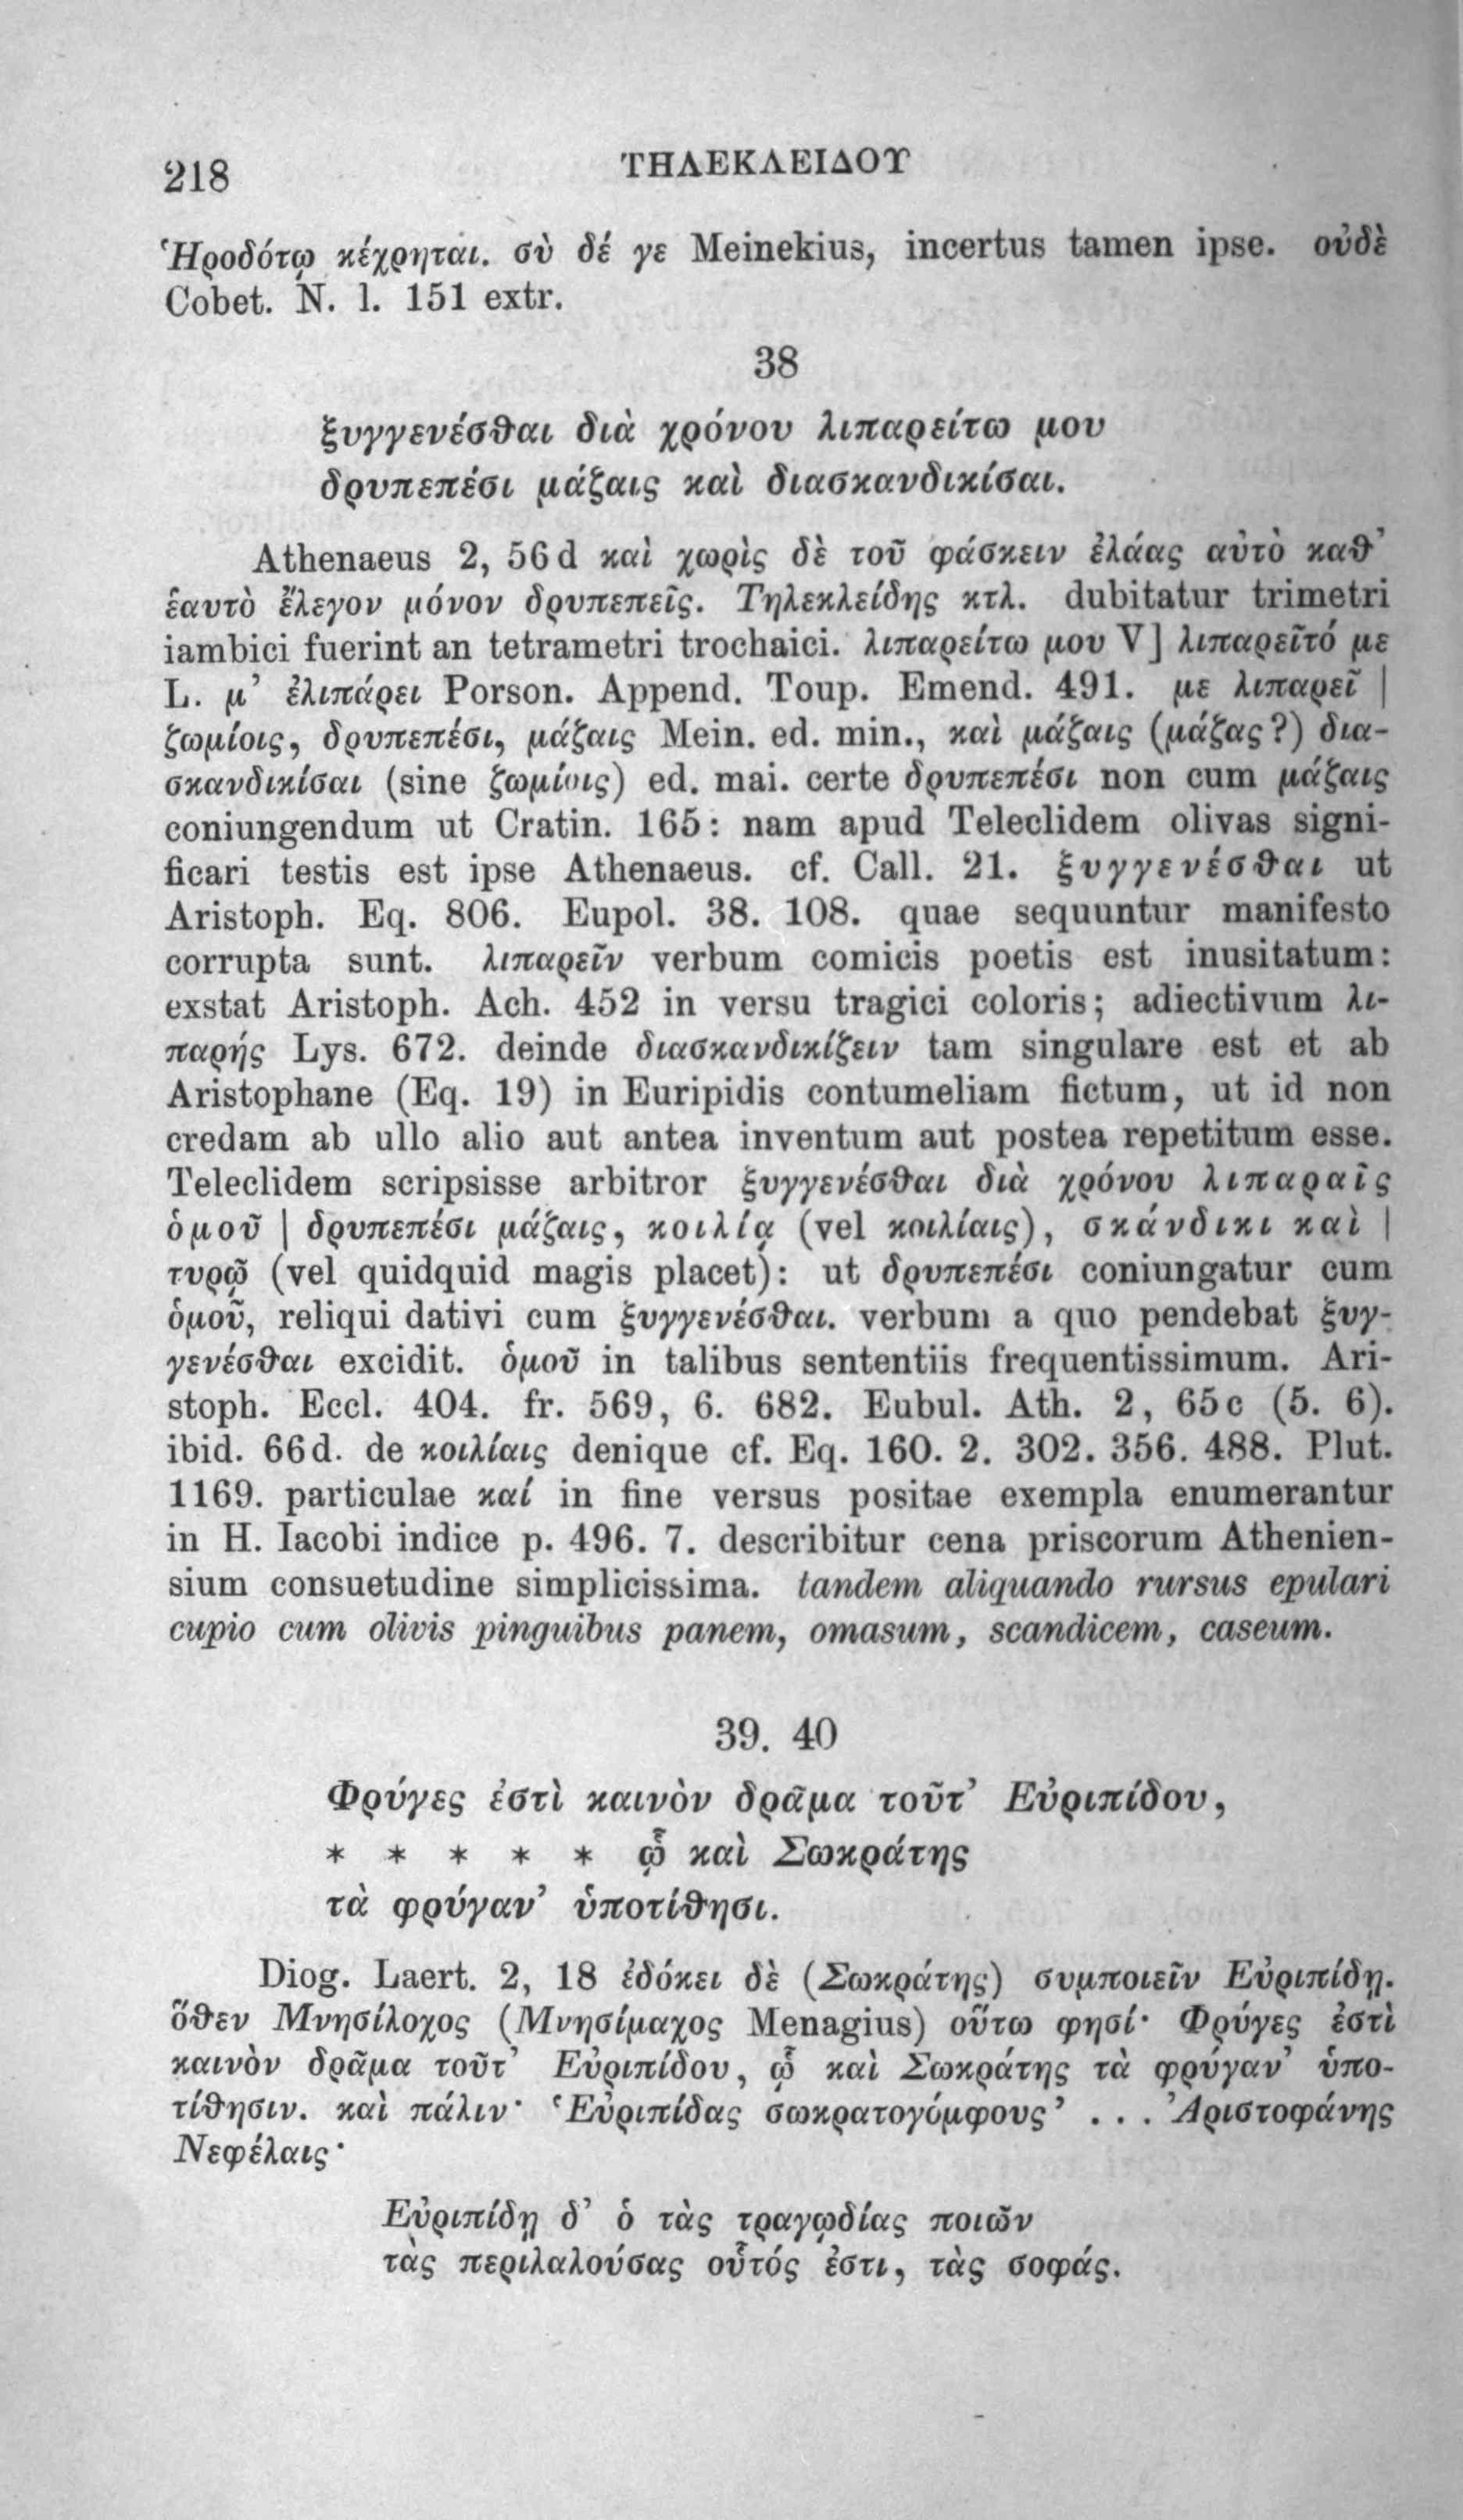 218
ΤΗΛΕΚΛΕΙΔΟΥ
Ἡροδότῳ κέχρηται. σὺ δέ γε Meinekius, incertus tamen ipse. οὐδὲ
Cobet. N. l. 151 extr.
38
ξυγγενέσθαι διὰ χρόνου λιπαρείτω μου
δρυπεπέσι μάζαις καὶ διασκανδικίσαι.
Athenaeus 2, 56 d καὶ χωρὶς δὲ τοῦ φάσκειν ἐλάας αὐτὸ καθ’
ἑαυτὸ ἔλεγον μόνον δρυπεπεῖς. Τηλεκλείδης κτλ. dubitatur trimetri
iambici fuerint an tetrametri trochaici. λιπαρείτω μου V] λιπαρεῖτό με
L. μ’ ἐλιπάρει Porson. Append. Toup. Emend. 491. με λιπαρεῖ |
ζωμίοις, δρυπεπέσι, μάζαις Mein. ed. min., καὶ μάζαις (μάζας?) δια-
σκανδικίσαι (sine ζωμίοις) ed. mai. certe δρυπεπέσι non cum μάζαις
coniungendum ut Cratin. 165: nam apud Teleclidem olivas signi-
ficari testis est ipse Athenaeus. cf. Call. 21. ξυγγενέσθαι ut
Aristoph. Eq. 806. Eupol. 38. 108. quae sequuntur manifesto
corrupta sunt. λιπαρεῖν verbum comicis poetis est inusitatum:
exstat Aristoph. Ach. 452 in versu tragici coloris; adiectivum λι-
παρής Lys. 672. deinde διασκανδικίζειν tam singulare est et ab
Aristophane (Eq. 19) in Euripidis contumeliam fictum, ut id non
credam ab ullo alio aut antea inventum aut postea repetitum esse.
Teleclidem scripsisse arbitror ξυγγενέσθαι διὰ χρόνου λιπαραῖς
ὁμοῦ | δρυπεπέσι μάζαις, κοιλίᾳ (vel κοιλίαις), σκάνδικι καὶ |
τυρῷ (vel quidquid magis placet): ut δρυπεπέσι coniungatur cum
ὁμοῦ, reliqui dativi cum ξυγγενέσθαι. verbum a quo pendebat ξυγ-
γενέσθαι excidit. ὁμοῦ in talibus sententiis frequentissimum. Ari-
stoph. Eccl. 404. fr. 569, 6. 682. Eubul. Ath. 2, 65 c (5. 6).
ibid. 66 d. de κοιλίαις denique cf. Eq. 160. 2. 302. 356. 488. Plut.
1169. particulae καί in fine versus positae exempla enumerantur
in H. Iacobi indice p. 496. 7. describitur cena priscorum Athenien-
sium consuetudine simplicissima. tandem aliquando rursus epulari
cupio cum olivis pinguibus panem, omasum, scandicem, caseum.
39. 40
Φρύγες ἐστὶ καινὸν δρᾶμα τοῦτ’ Εὐριπίδου,
* * * * * ᾧ καὶ Σωκράτης
τὰ φρύγαν’ ὑποτίθησι.
Diog. Laert. 2, 18 ἐδόκει δὲ (Σωκράτης) συμποιεῖν Εὐριπίδῃ.
ὅθεν Μνησίλοχος (Μνησίμαχος Menagius) οὕτω φησί· Φρύγες ἐστὶ
καινὸν δρᾶμα τοῦτ’ Εὐριπίδου, ᾧ καὶ Σωκράτης τὰ φρύγαν’ ὑπο-
τίθησιν. καὶ πάλιν· ‘Εὐριπίδας σωκρατογόμφους’ . . . Ἀριστοφάνης
Νεφέλαις·
Εὐριπίδῃ δ’ ὁ τὰς τραγῳδίας ποιῶν
τὰς περιλαλούσας οὗτός ἐστι, τὰς σοφάς.